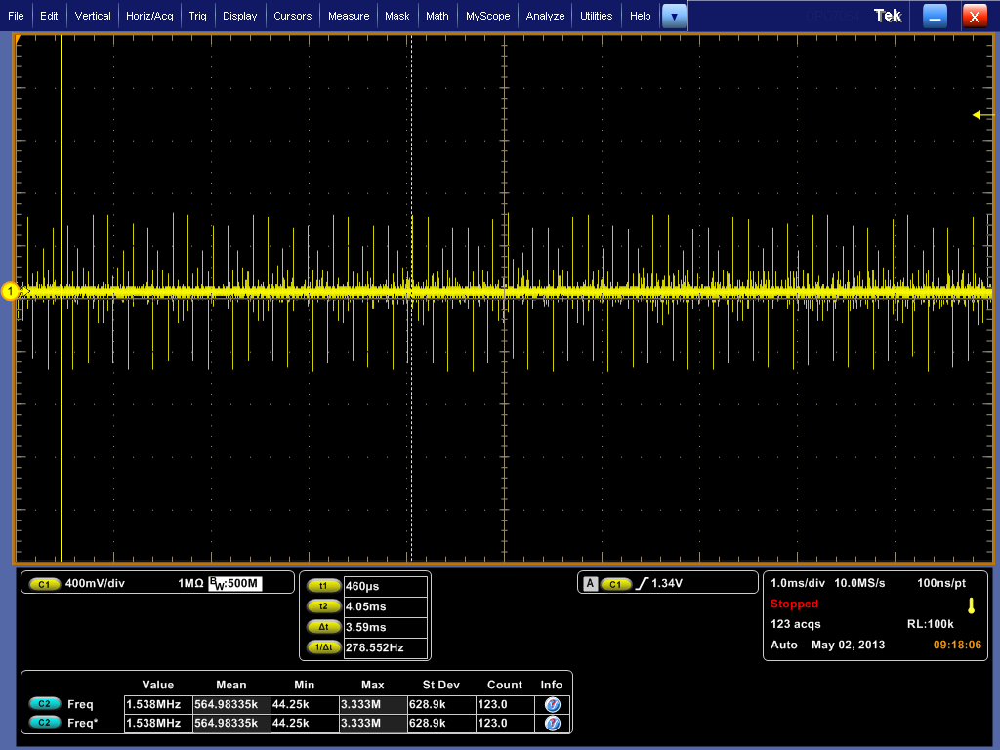 File Edit Vertical Horiz/Acq Trig Display Cursors Measure Mask Math MyScope Analyze Utilities Help Tek X
1
C1 400mV/div 1MΩ BW:500M
t1 460µs
t2 4.05ms
Δt 3.59ms
1/Δt 278.552Hz
A C1 1.34V
1.0ms/div 10.0MS/s 100ns/pt
Stopped
123 acqs RL:100k
Auto May 02, 2013 09:18:06
Value Mean Min Max St Dev Count Info
C2 Freq 1.538MHz 564.98335k 44.25k 3.333M 628.9k 123.0
C2 Freq* 1.538MHz 564.98335k 44.25k 3.333M 628.9k 123.0